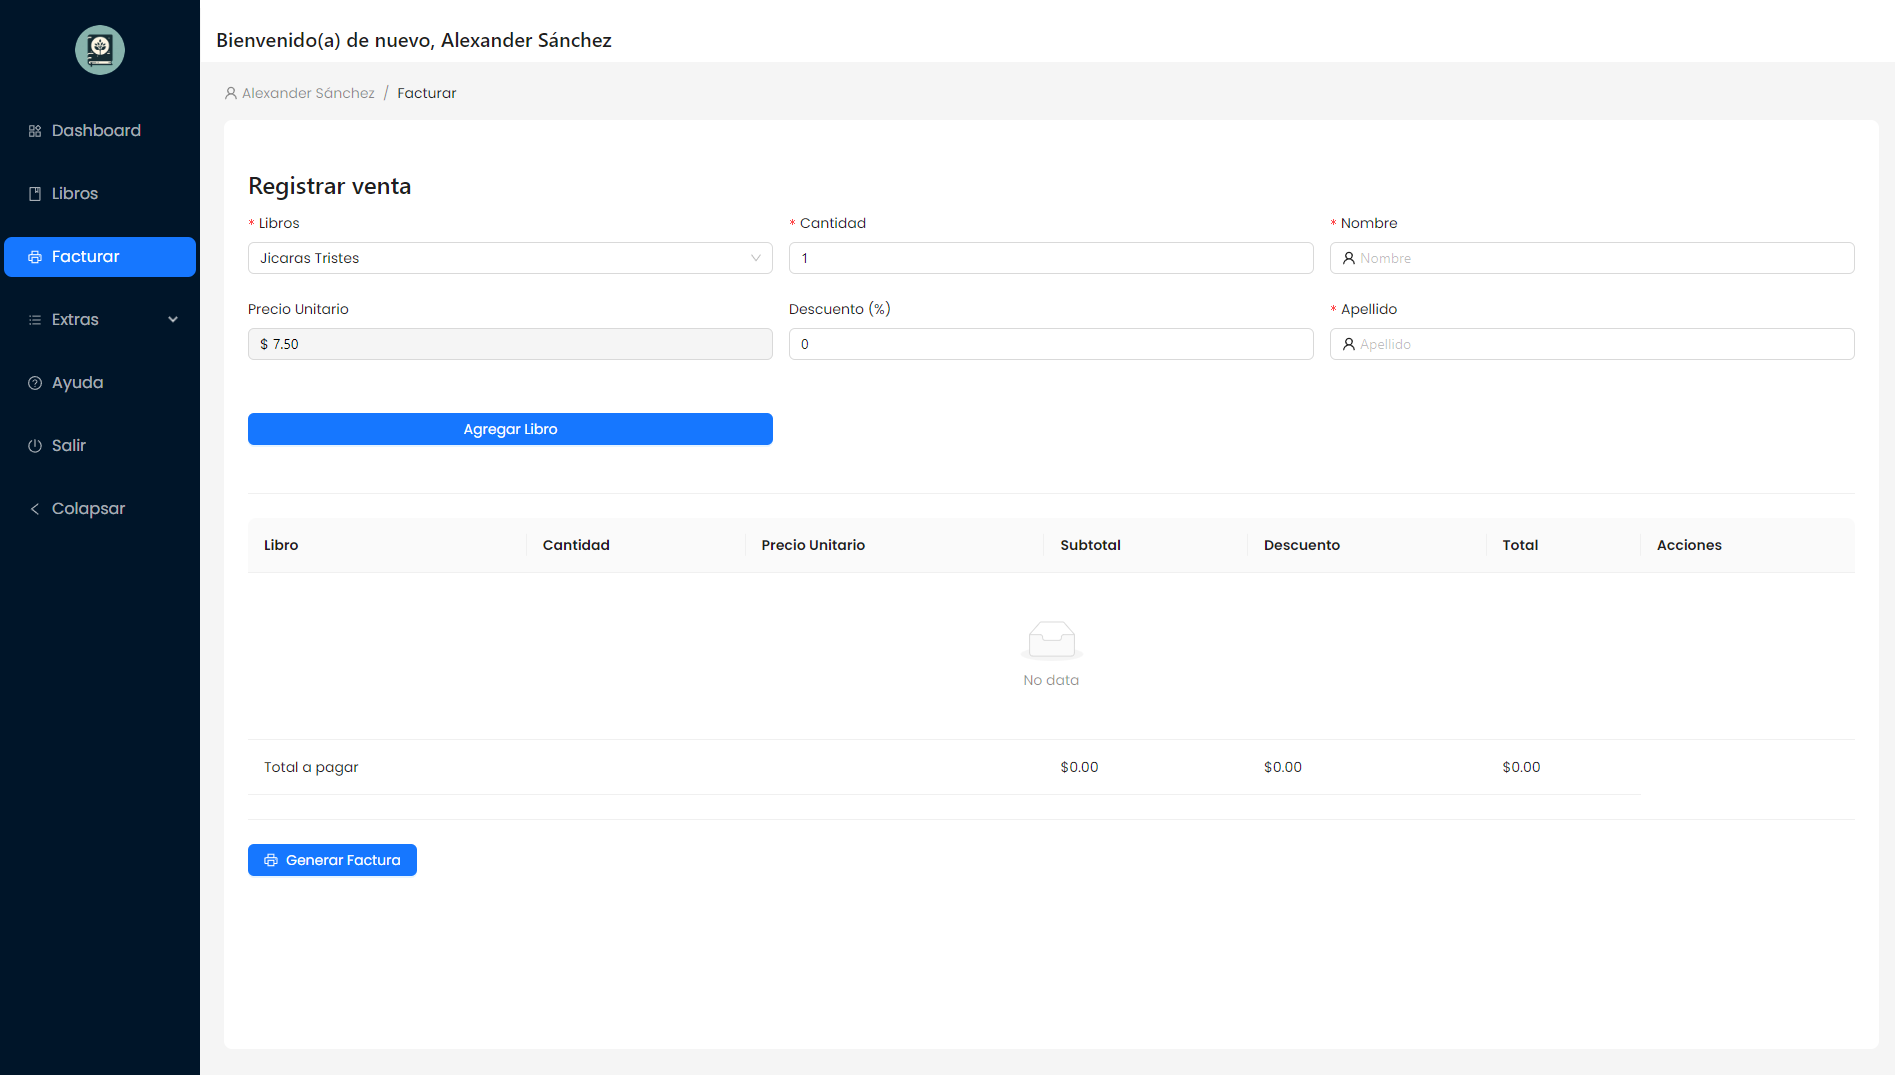 Bienvenido(a) de nuevo, Alexander Sánchez
Alexander Sánchez / Facturar
Dashboard
Libros
Facturar
Extras
Ayuda
Salir
Colapsar
Registrar venta
* Libros
Jicaras Tristes
* Cantidad
1
* Nombre
Nombre
Precio Unitario
$ 7.50
Descuento (%)
0
* Apellido
Apellido
Agregar Libro
Libro Cantidad Precio Unitario Subtotal Descuento Total Acciones
No data
Total a pagar $0.00 $0.00 $0.00
Generar Factura